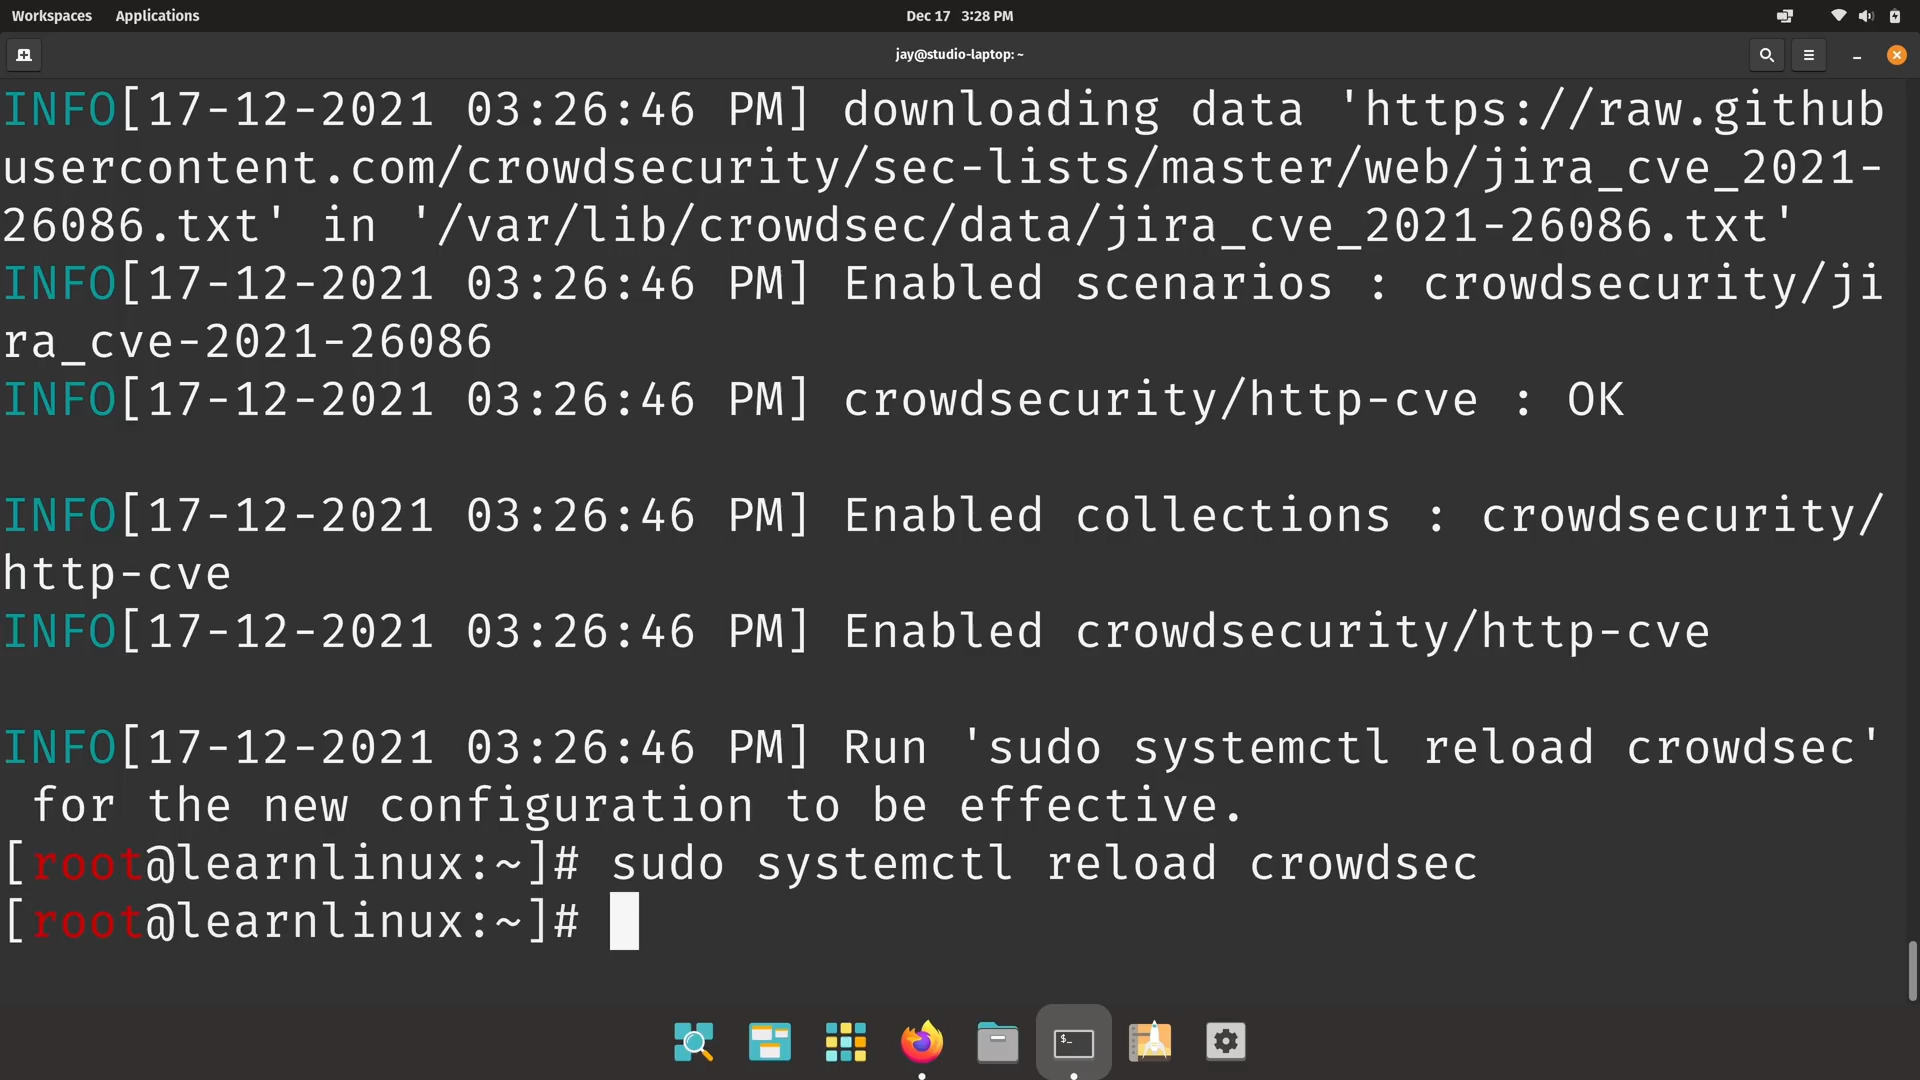 Workspaces Applications Dec 17 3:28 PM
jay@studio-laptop: ~
INFO[17-12-2021 03:26:46 PM] downloading data 'https://raw.github
usercontent.com/crowdsecurity/sec-lists/master/web/jira_cve_2021-
26086.txt' in '/var/lib/crowdsec/data/jira_cve_2021-26086.txt'
INFO[17-12-2021 03:26:46 PM] Enabled scenarios : crowdsecurity/ji
ra_cve-2021-26086
INFO[17-12-2021 03:26:46 PM] crowdsecurity/http-cve : OK
INFO[17-12-2021 03:26:46 PM] Enabled collections : crowdsecurity/
http-cve
INFO[17-12-2021 03:26:46 PM] Enabled crowdsecurity/http-cve
INFO[17-12-2021 03:26:46 PM] Run 'sudo systemctl reload crowdsec'
for the new configuration to be effective.
[root@learnlinux:~]# sudo systemctl reload crowdsec
[root@learnlinux:~]#
$_